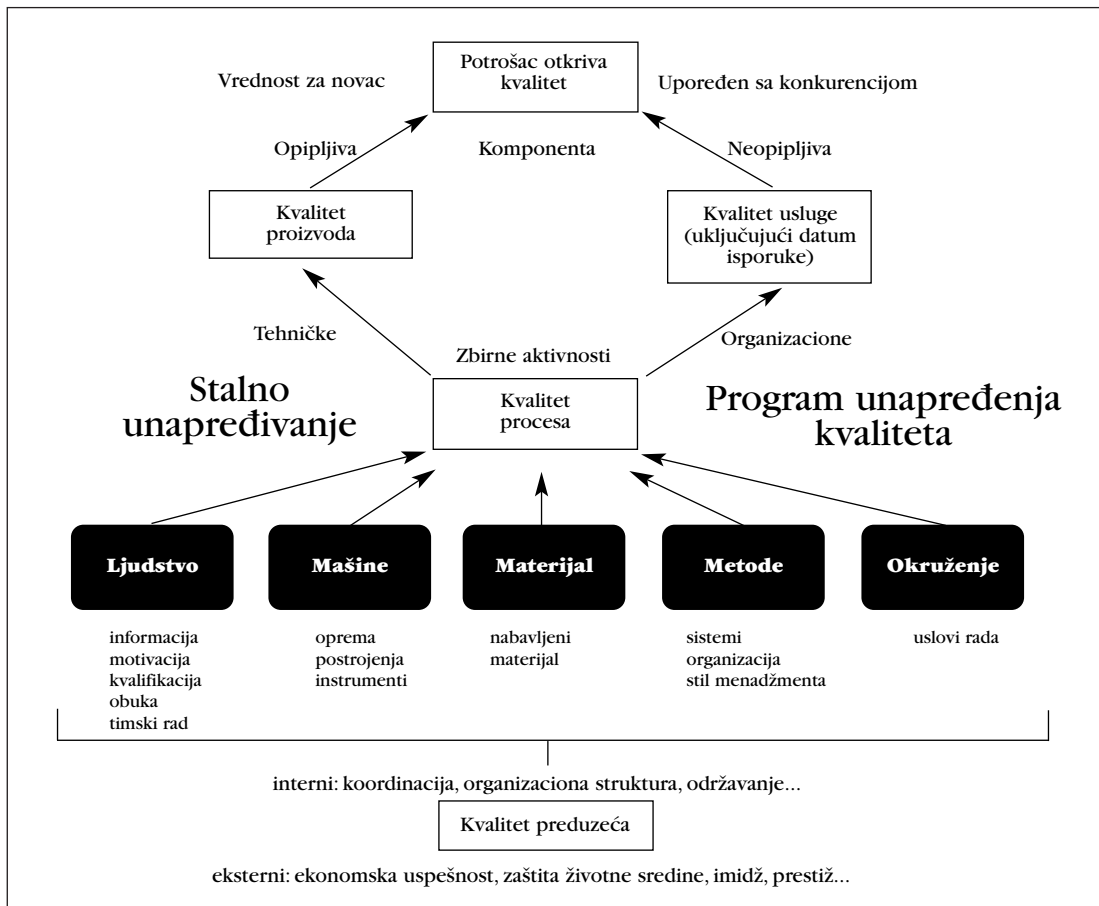 Vrednost za novac
Potrošac otkriva
kvalitet
Upoređen sa konkurencijom
Opipljiva
Komponenta
Neopipljiva
Kvalitet
proizvoda
Kvalitet usluge
(uključujući datum
isporuke)
Tehničke
Zbirne aktivnosti
Organizacione
Stalno
unapređivanje
Kvalitet
procesa
Program unapređenja
kvaliteta
Ljudstvo
Mašine
Materijal
Metode
Okruženje
informacija
motivacija
kvalifikacija
obuka
timski rad
oprema
postrojenja
instrumenti
nabavljeni
materijal
sistemi
organizacija
stil menadžmenta
uslovi rada
interni: koordinacija, organizaciona struktura, održavanje...
Kvalitet preduzeća
eksterni: ekonomska uspešnost, zaštita životne sredine, imidž, prestiž...